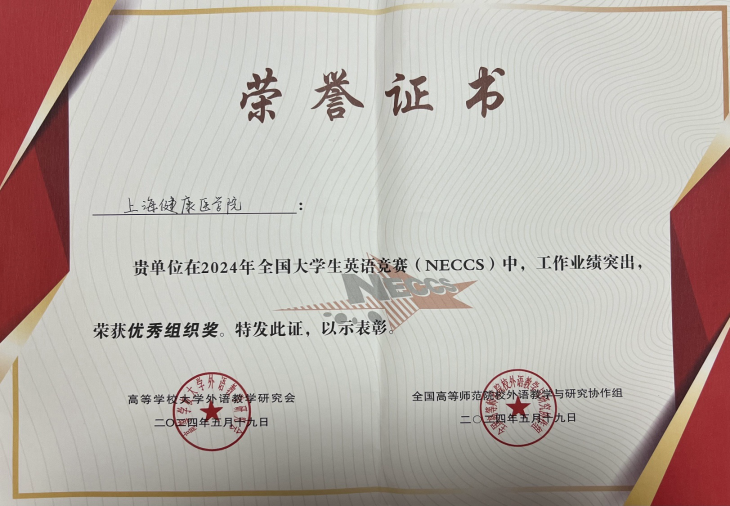 荣誉证书
上海健康医学院：
贵单位在2024年全国大学生英语竞赛（NECCS）中，工作业绩突出，
NECCS
荣获优秀组织奖。特发此证，以示表彰。
高等学校大学外语教学研究会
全国高等师范院校外语教学与研究协作组
二〇二四年五月十九日
二〇二四年五月十九日